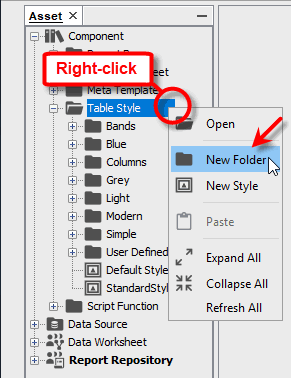 Asset
Component
Right-click
Meta Template
Table Style
Bands
Blue
Columns
Grey
Light
Modern
Simple
User Defined
Default Style
StandardStyl
Script Function
Data Source
Data Worksheet
Report Repository
Open
New Folder
New Style
Paste
Expand All
Collapse All
Refresh All